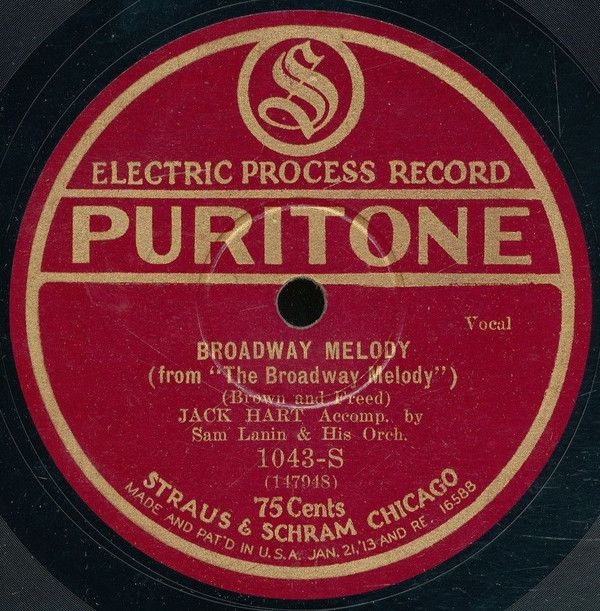 S
ELECTRIC PROCESS RECORD
PURITONE
Vocal
BROADWAY MELODY
(from "The Broadway Melody")
(Brown and Freed)
JACK HART Accomp. by
Sam Lanin & His Orch.
1043-S
(147948)
75 Cents
STRAUS & SCHRAM CHICAGO
MADE AND PAT'D IN U.S.A. JAN. 21,'13 AND RE. 16588